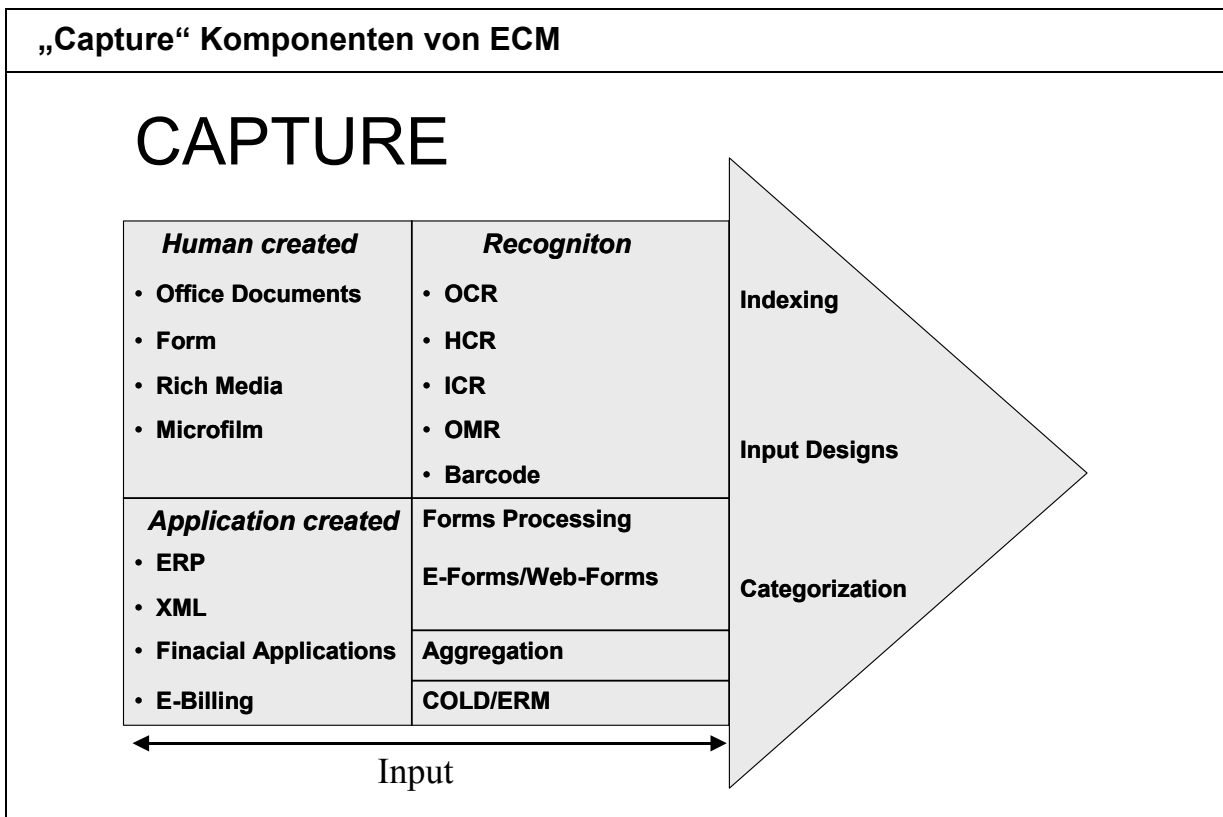 „Capture“ Komponenten von ECM
CAPTURE
Human created
• Office Documents
• Form
• Rich Media
• Microfilm
Recogniton
• OCR
• HCR
• ICR
• OMR
• Barcode
Application created
• ERP
• XML
• Finacial Applications
• E-Billing
Forms Processing
E-Forms/Web-Forms
Aggregation
COLD/ERM
Indexing
Input Designs
Categorization
Input